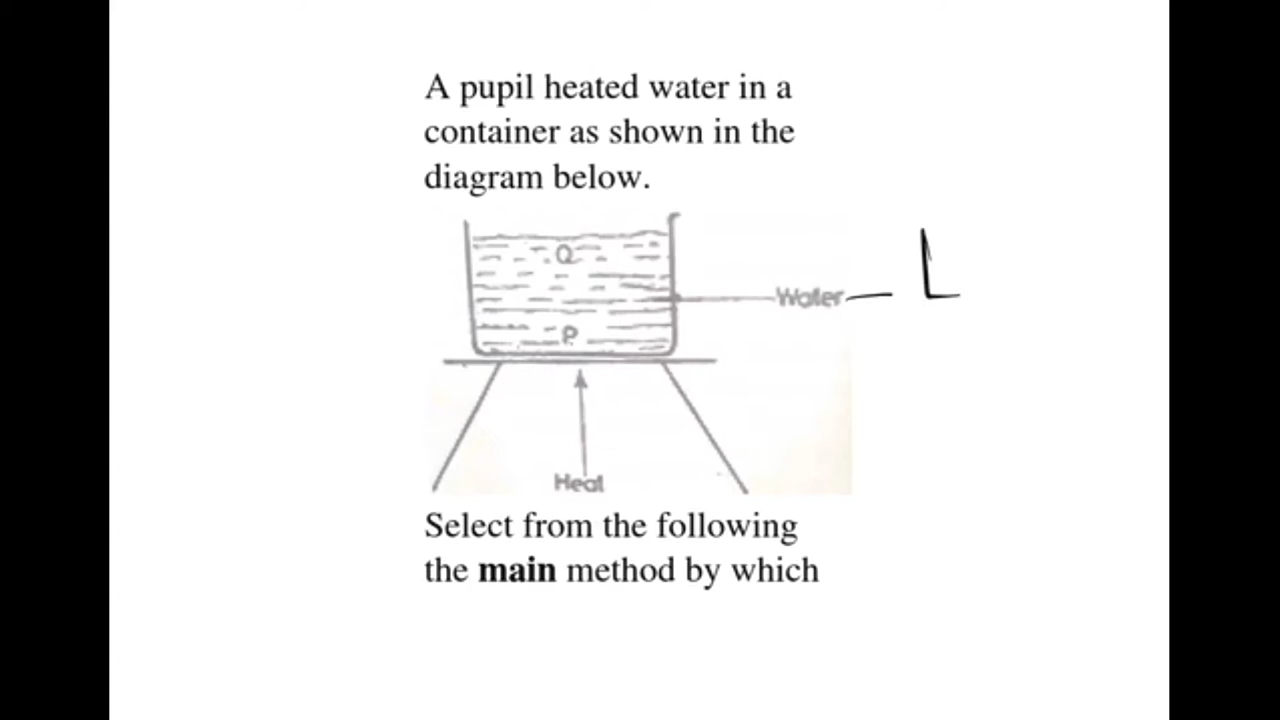 A pupil heated water in a
container as shown in the
diagram below.
Q
Water — L
P
Heat
Select from the following
the main method by which